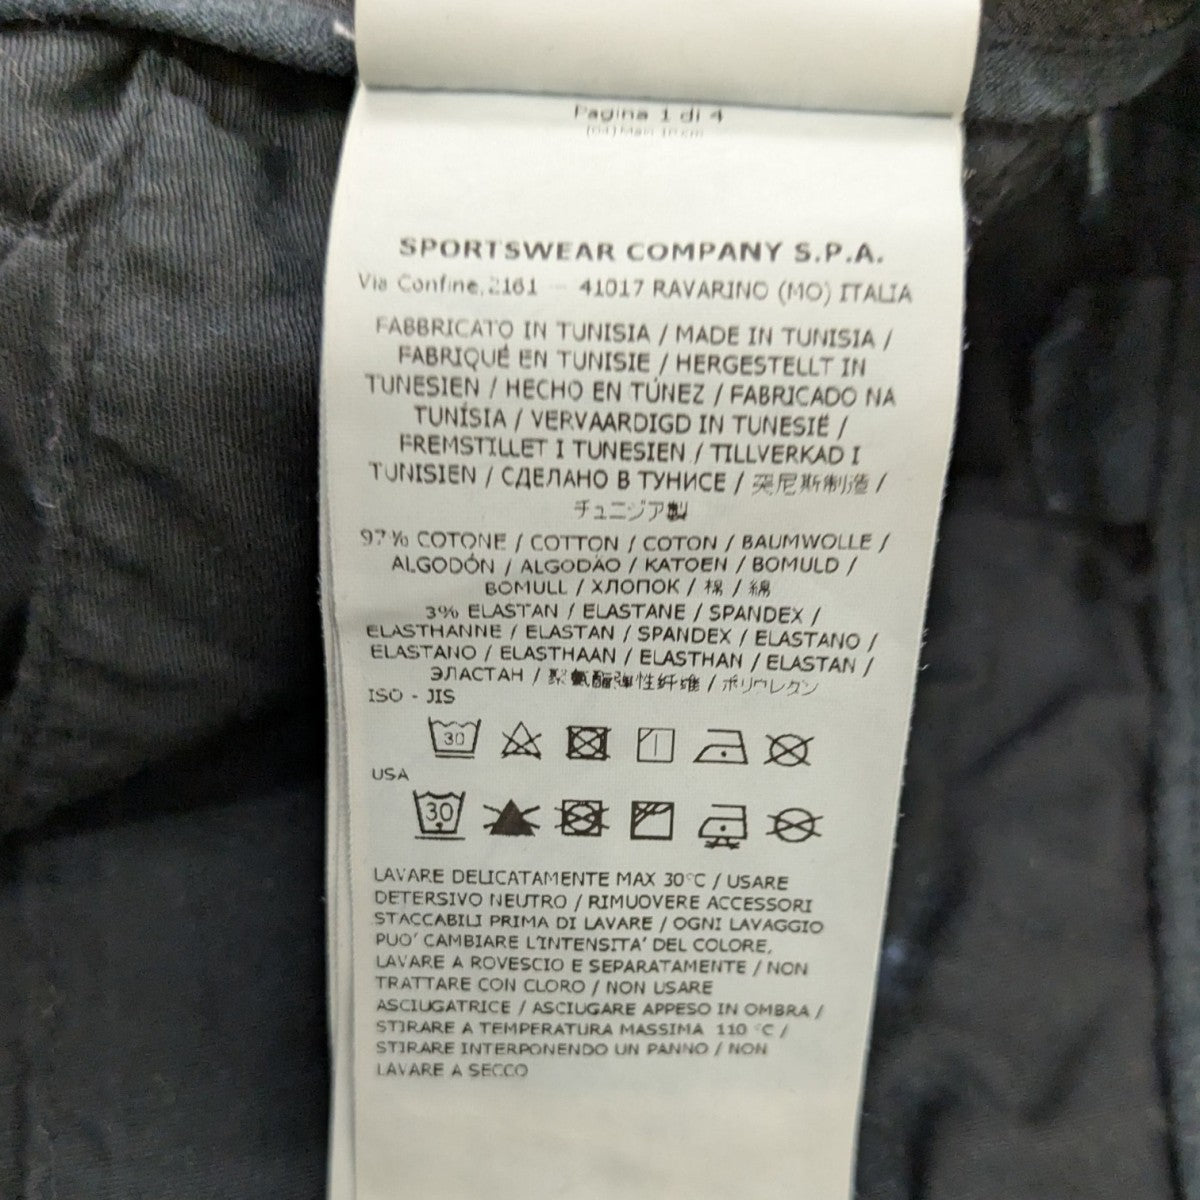 Pagina 1 di 4
SPORTSWEAR COMPANY S.P.A.
Via Confine, 2161 - 41017 RAVARINO (MO) ITALIA
FABBRICATO IN TUNISIA / MADE IN TUNISIA /
FABRIQUÉ EN TUNISIE / HERGESTELLT IN
TUNESIEN / HECHO EN TÚNEZ / FABRICADO NA
TUNÍSIA / VERVAARDIGD IN TUNESIË /
FREMSTILLET I TUNESIEN / TILLVERKAD I
TUNISIEN / СДЕЛАНО В ТУНИСЕ / 突尼斯制造 /
チュニジア製
97% COTONE / COTTON / COTON / BAUMWOLLE /
ALGODÓN / ALGODÃO / KATOEN / BOMULD /
BOMULL / ХЛОПОК / 棉 / 綿
3% ELASTAN / ELASTANE / SPANDEX /
ELASTHANNE / ELASTAN / SPANDEX / ELASTANO /
ELASTANO / ELASTHAAN / ELASTHAN / ELASTAN /
ЭЛАСТАН / 聚氨酯弹性纤维 / ポリウレタン
ISO - JIS
30
USA
30
LAVARE DELICATAMENTE MAX 30°C / USARE
DETERSIVO NEUTRO / RIMUOVERE ACCESSORI
STACCABILI PRIMA DI LAVARE / OGNI LAVAGGIO
PUO' CAMBIARE L'INTENSITA' DEL COLORE,
LAVARE A ROVESCIO E SEPARATAMENTE / NON
TRATTARE CON CLORO / NON USARE
ASCIUGATRICE / ASCIUGARE APPESO IN OMBRA /
STIRARE A TEMPERATURA MASSIMA 110 °C /
STIRARE INTERPONENDO UN PANNO / NON
LAVARE A SECCO